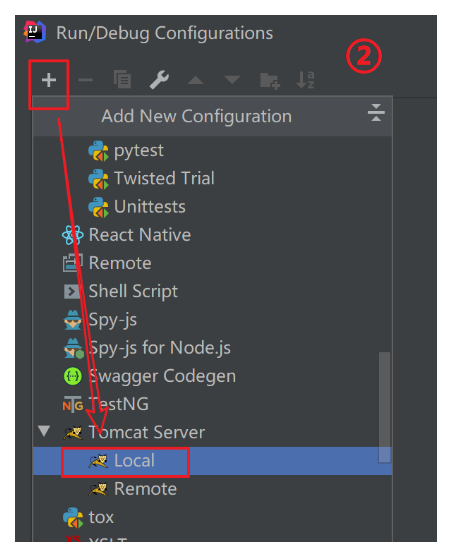 Run/Debug Configurations
②
Add New Configuration
pytest
Twisted Trial
Unittests
React Native
Remote
Shell Script
Spy-js
Spy-js for Node.js
Swagger Codegen
TestNG
Tomcat Server
Local
Remote
tox
XSLT